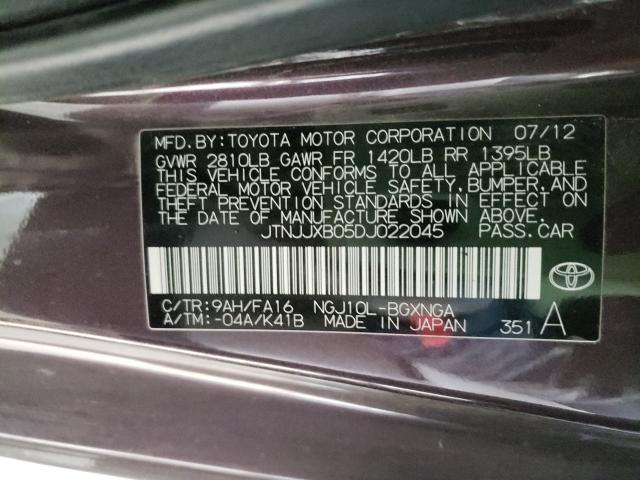 MFD.BY:TOYOTA MOTOR CORPORATION 07/12
GVWR 2810LB GAWR FR 1420LB RR 1395LB
THIS VEHICLE CONFORMS TO ALL APPLICABLE
FEDERAL MOTOR VEHICLE SAFETY, BUMPER, AND
THEFT PREVENTION STANDARDS IN EFFECT ON
THE DATE OF MANUFACTURE SHOWN ABOVE.
JTNJJXB05DJ022045 PASS.CAR
C/TR:9AH/FA16 NGJ10L-BGXNGA
A/TM:-04A/K41B MADE IN JAPAN 351 A